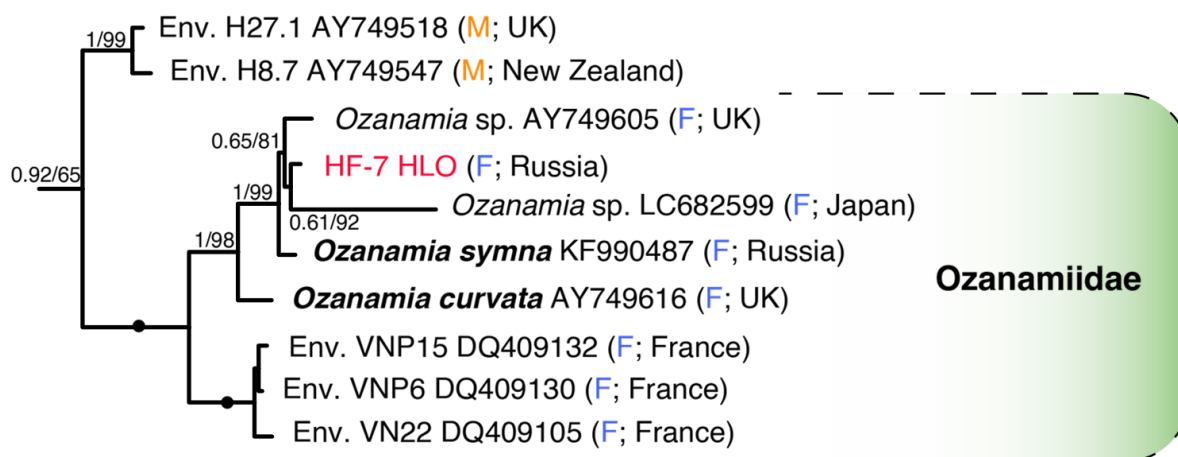 Env. H27.1 AY749518 (M; UK)
1/99
Env. H8.7 AY749547 (M; New Zealand)
Ozanamia sp. AY749605 (F; UK)
0.65/81
HF-7 HLO (F; Russia)
0.92/65
1/99
Ozanamia sp. LC682599 (F; Japan)
0.61/92
1/98
Ozanamia symna KF990487 (F; Russia)
Ozanamiidae
Ozanamia curvata AY749616 (F; UK)
Env. VNP15 DQ409132 (F; France)
Env. VNP6 DQ409130 (F; France)
Env. VN22 DQ409105 (F; France)